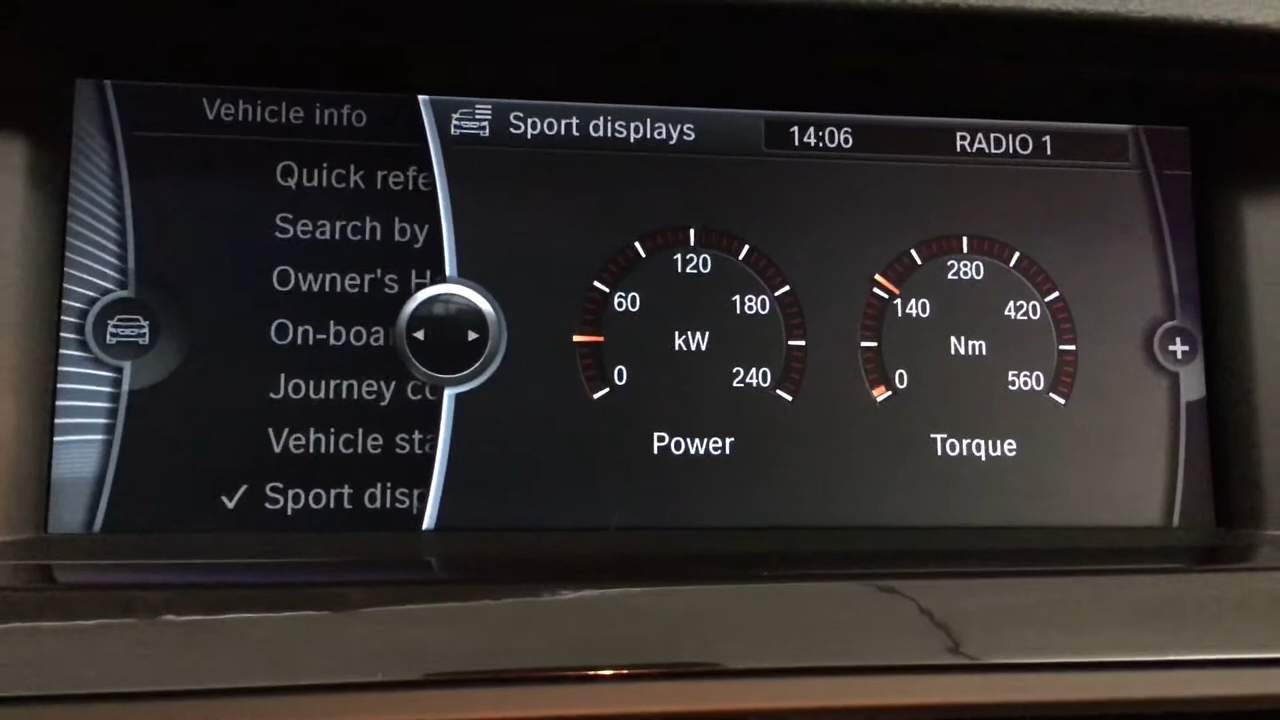 Vehicle info
Quick refe
Search by
Owner's H
On-boa
Journey co
Vehicle sta
✓ Sport disp
Sport displays 14:06 RADIO 1
120
60 180
kW
0 240
Power
280
140 420
Nm
0 560
Torque